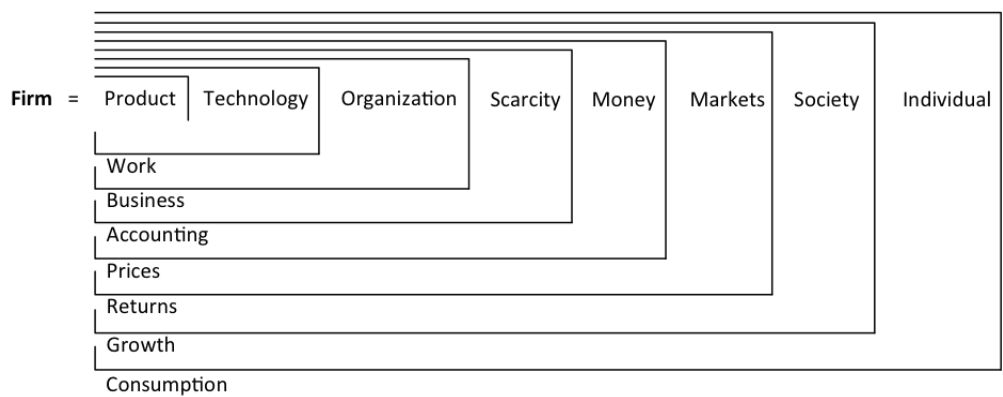 Firm = Product Technology Organization Scarcity Money Markets Society Individual
Work
Business
Accounting
Prices
Returns
Growth
Consumption